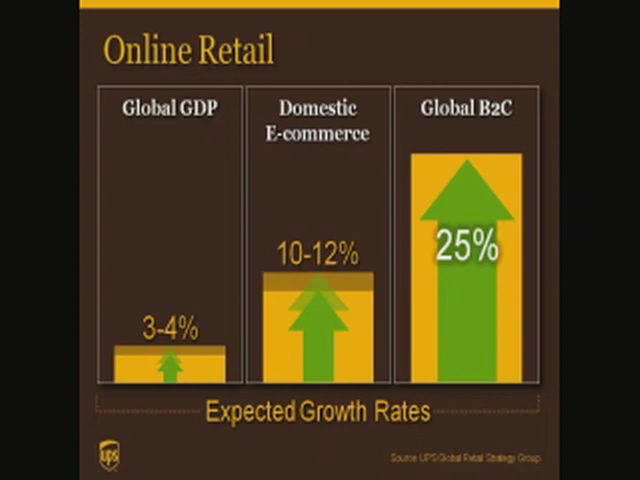 Online Retail
Global GDP
Domestic
E-commerce
Global B2C
3-4%
10-12%
25%
Expected Growth Rates
ups
Source UPS/Global Retail Strategy Group